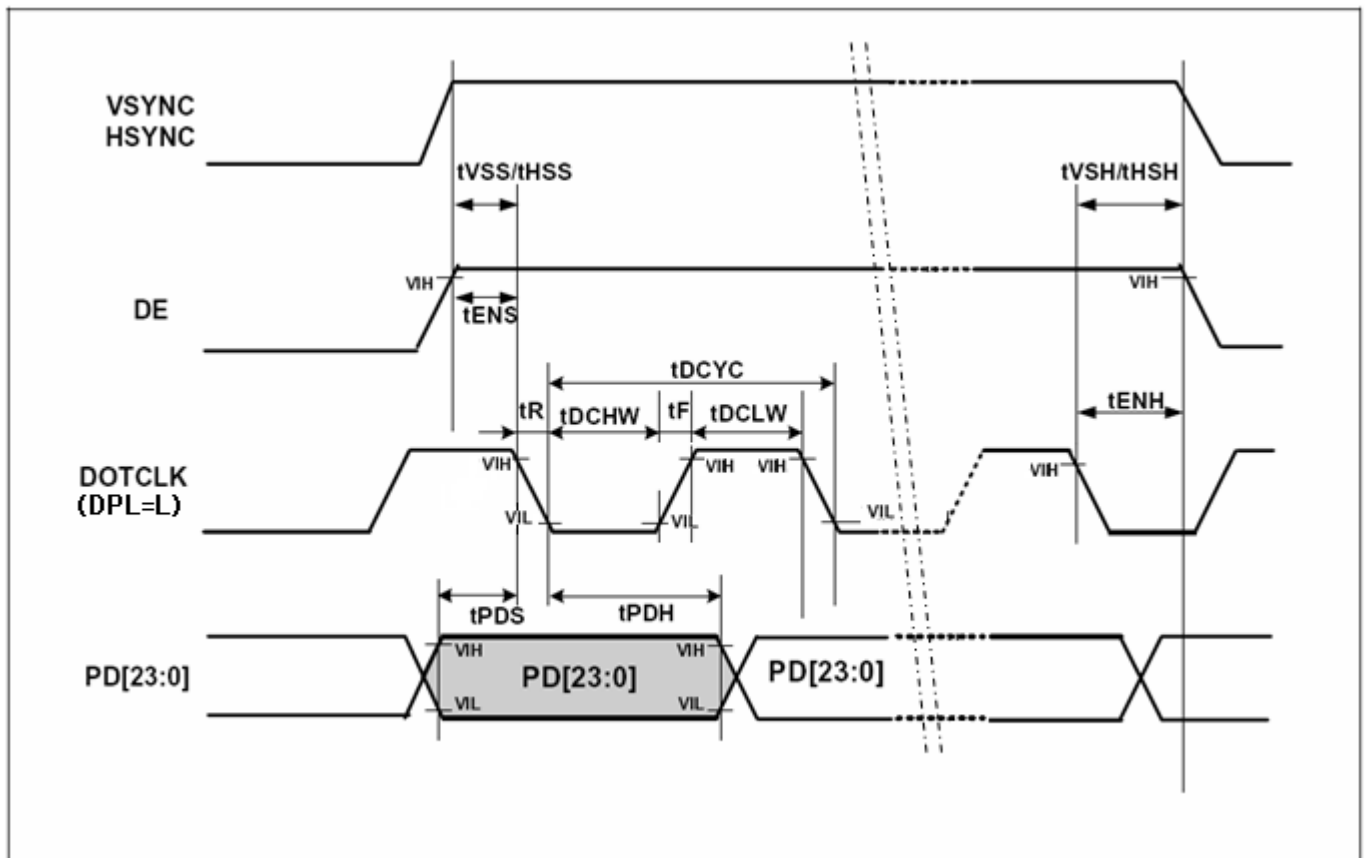 VSYNC
HSYNC
tVSS/tHSS
tVSH/tHSH
VIH
VIH
DE
tENS
tDCYC
tENH
tR
tDCHW
tF
tDCLW
DOTCLK
(DPL=L)
VIH
VIH
VIH
VIH
VIL
VIL
VIL
tPDS
tPDH
PD[23:0]
VIH
VIH
PD[23:0]
PD[23:0]
VIL
VIL